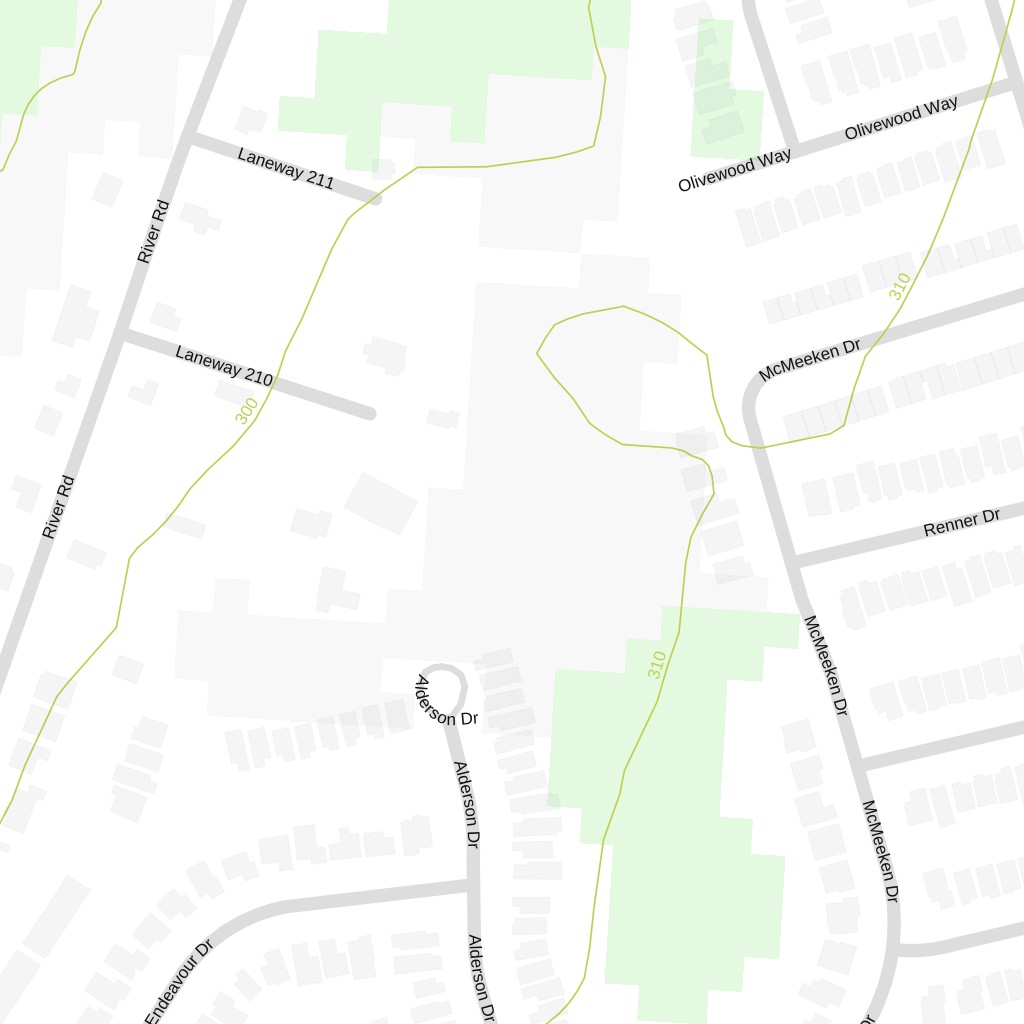 Olivewood Way
Olivewood Way
Laneway 211
River Rd
310
McMeeken Dr
Laneway 210
300
River Rd
Renner Dr
McMeeken Dr
310
Alderson Dr
Alderson Dr
McMeeken Dr
Endeavour Dr
Alderson Dr
Dr